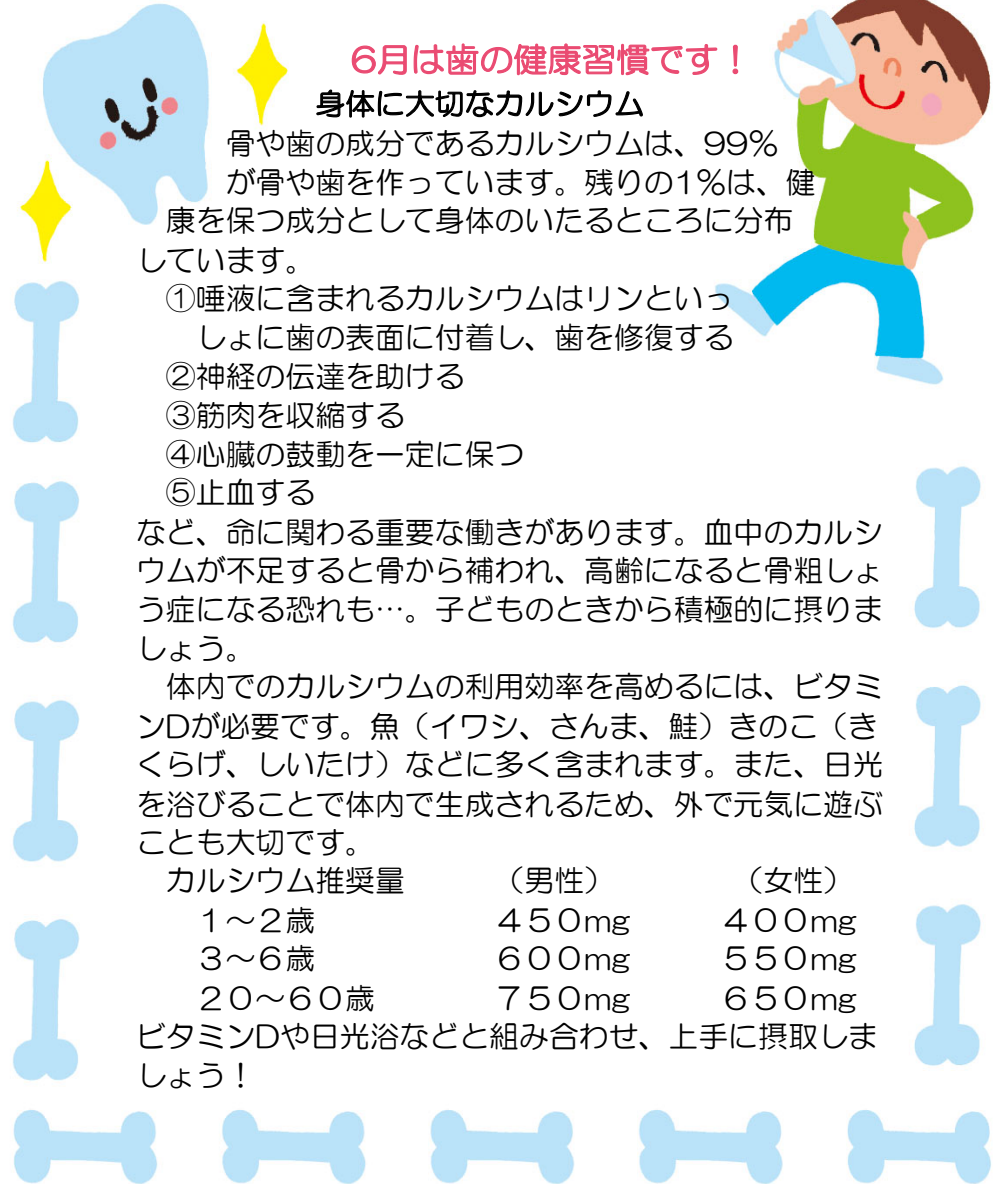 6月は歯の健康習慣です!
身体に大切なカルシウム
骨や歯の成分であるカルシウムは、99%
が骨や歯を作っています。残りの1%は、健
康を保つ成分として身体のいたるところに分布
しています。
①唾液に含まれるカルシウムはリンといっ
しょに歯の表面に付着し、歯を修復する
②神経の伝達を助ける
③筋肉を収縮する
④心臓の鼓動を一定に保つ
⑤止血する
など、命に関わる重要な働きがあります。血中のカルシ
ウムが不足すると骨から補われ、高齢になると骨粗しょ
う症になる恐れも…。子どものときから積極的に摂りま
しょう。
体内でのカルシウムの利用効率を高めるには、ビタミ
ンDが必要です。魚(イワシ、さんま、鮭)きのこ(き
くらげ、しいたけ)などに多く含まれます。また、日光
を浴びることで体内で生成されるため、外で元気に遊ぶ
ことも大切です。
カルシウム推奨量 (男性) (女性)
1~2歳 450mg 400mg
3~6歳 600mg 550mg
20~60歳 750mg 650mg
ビタミンDや日光浴などと組み合わせ、上手に摂取しま
しょう!